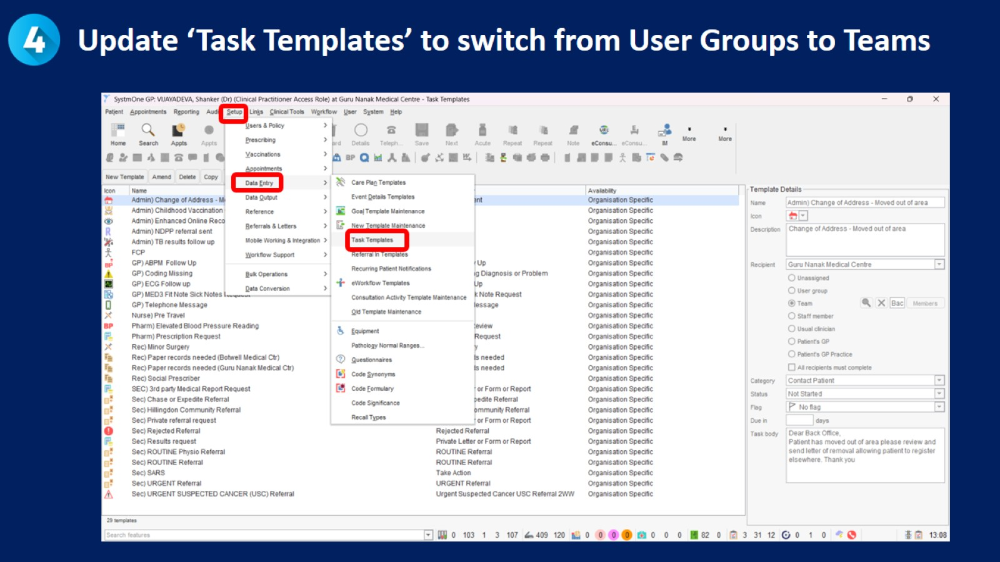 4
Update ‘Task Templates’ to switch from User Groups to Teams
SystmOne GP: VIJAYADEVA, Shanker (Dr) (Clinical Practitioner Access Role) at Guru Nanak Medical Centre - Task Templates
Patient Appointments Reporting Audit Setup Links Clinical Tools Workflow User System Help
Home Search Appts Appts Details Teleph... Save Next Acute Repeat Repeat Note eConsu... eConsu... IM More More
BP
New Template Amend Delete Copy
Users & Policy
Prescribing
Vaccinations
Appointments
Data Entry
Data Output
Reference
Referrals & Letters
Mobile Working & Integration
Workflow Support
Bulk Operations
Data Conversion
Care Plan Templates
Event Details Templates
Goal Template Maintenance
New Template Maintenance
Task Templates
Referral In Templates
Recurring Patient Notifications
eWorkflow Templates
Consultation Activity Template Maintenance
Old Template Maintenance
Equipment
Pathology Normal Ranges...
Questionnaires
Code Synonyms
Code Formulary
Code Significance
Recall Types
Icon Name Availability
Admin) Change of Address - M ent Organisation Specific
Admin) Childhood Vaccination Organisation Specific
Admin) Enhanced Online Reco Organisation Specific
Admin) NDPP referral sent Organisation Specific
Admin) TB results follow up Organisation Specific
FCP Organisation Specific
GP) ABPM Follow Up Up Organisation Specific
GP) Coding Missing g Diagnosis or Problem Organisation Specific
GP) ECG Follow up Up Organisation Specific
GP) MED3 Fit Note Sick Notes k Note Request Organisation Specific
GP) Telephone Message essage Organisation Specific
Nurse) Pre Travel Organisation Specific
BP Pharm) Elevated Blood Pressure Reading eview Organisation Specific
Pharm) Prescription Request Request Organisation Specific
Rec) Minor Surgery y Organisation Specific
Rec) Paper records needed (Botwell Medical Ctr) ds needed Organisation Specific
Rec) Paper records needed (Guru Nanak Medical Ctr) ds needed Organisation Specific
Rec) Social Prescriber Organisation Specific
SEC) 3rd party Medical Report Request or Form or Report Organisation Specific
Sec) Chase or Expedite Referral pedite Referral Organisation Specific
Sec) Hillingdon Community Referral ommunity Referral Organisation Specific
Sec) Private referral request or Form or Report Organisation Specific
Sec) Rejected Referral Rejected Referral Organisation Specific
Sec) Results request Private Letter or Form or Report Organisation Specific
Sec) ROUTINE Physio Referral ROUTINE Referral Organisation Specific
Sec) ROUTINE Referral ROUTINE Referral Organisation Specific
Sec) SARS Take Action Organisation Specific
Sec) URGENT Referral URGENT Referral Organisation Specific
Sec) URGENT SUSPECTED CANCER (USC) Referral Urgent Suspected Cancer USC Referral 2WW Organisation Specific
Template Details
Name Admin) Change of Address - Moved out of area
Icon
Description Change of Address - Moved out of area
Recipient Guru Nanak Medical Centre
Unassigned
User group
Team Bac Members
Staff member
Usual clinician
Patient's GP
Patient's GP Practice
All recipients must complete
Category Contact Patient
Status Not Started
Flag No flag
Due in days
Task body Dear Back Office,
Patient has moved out of area please review and
send letter of removal allowing patient to register
elsewhere. Thank you
29 templates
Search features 0 103 1 3 107 409 120 0 0 0 0 0 0 0 82 0 3 31 12 0 1 0 13:08